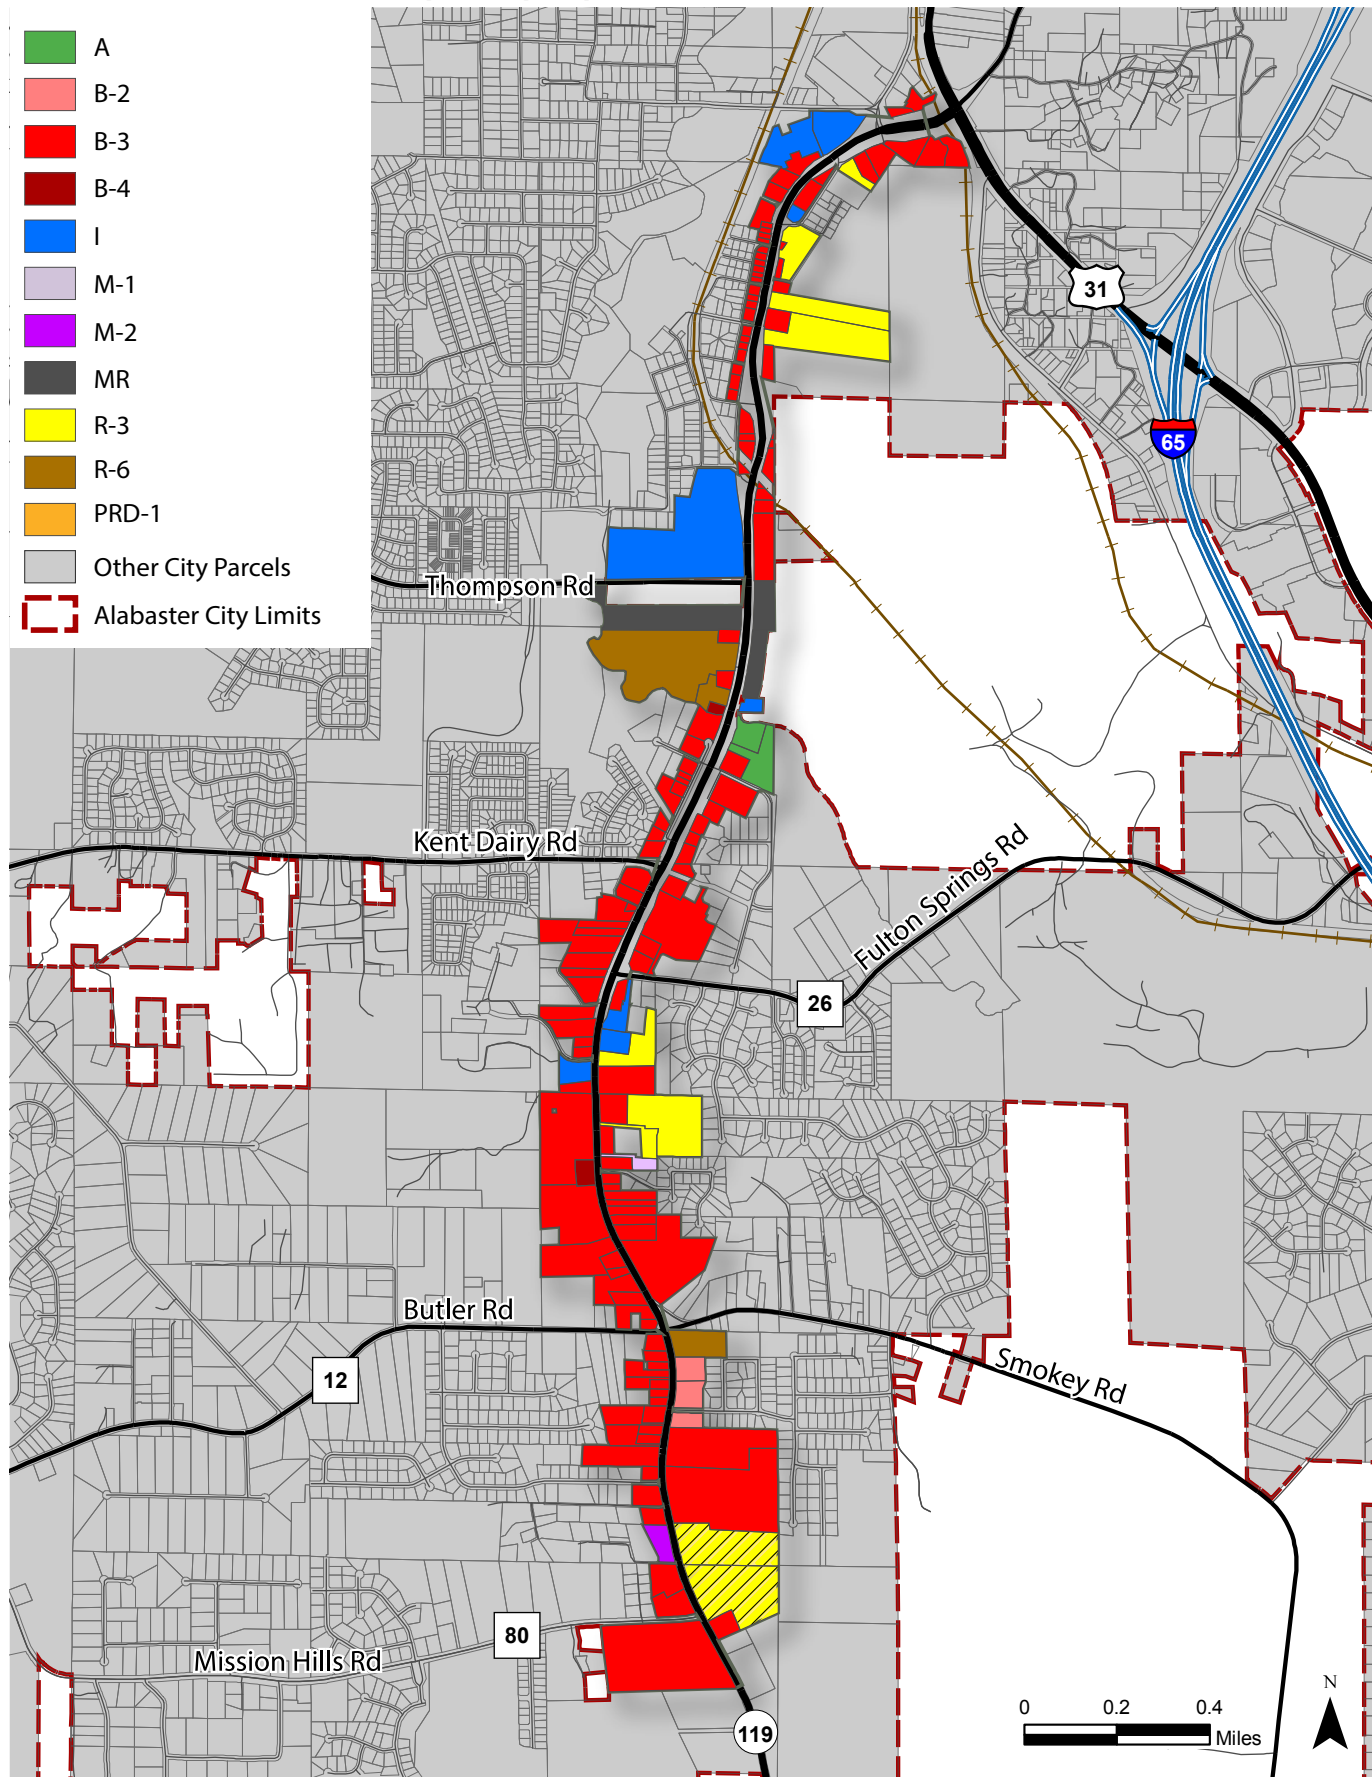 A
B-2
B-3
B-4
I
M-1
M-2
MR
R-3
R-6
PRD-1
Other City Parcels
Alabaster City Limits
31
65
Thompson Rd
Kent Dairy Rd
Fulton Springs Rd
26
Butler Rd
12
Smokey Rd
80
Mission Hills Rd
119
N
0 0.2 0.4
Miles